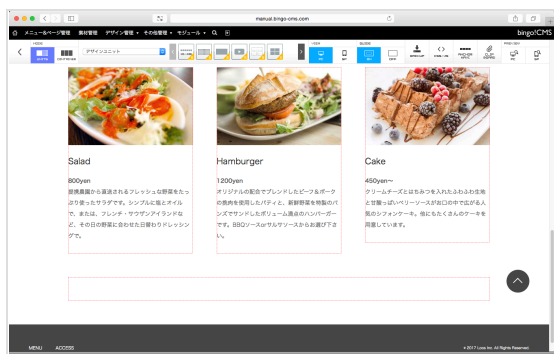 manual.bingo-cms.com
メニュー&ページ管理 素材管理 デザイン管理 その他管理 モジュール bingo!CMS
デザインユニット
Salad
800yen
提携農園から直送されるフレッシュな野菜をたっ
ぷり使ったサラダです。シンプルに塩とオイル
で、または、フレンチ・サウザンアイランドな
ど、その日の野菜に合わせた日替わりドレッシン
グで。
Hamburger
1200yen
オリジナルの配合でブレンドしたビーフ&ポーク
の挽肉を使用したパティと、新鮮野菜を特製のバ
ンズでサンドしたボリューム満点のハンバーガー
です。BBQソースorサルサソースからお選び下さ
い。
Cake
450yen〜
クリームチーズとはちみつを入れたふわふわ生地
と甘酸っぱいベリーソースがお口の中で広がる人
気のシフォンケーキ。他にもたくさんのケーキを
用意しています。
MENU ACCESS
© 2017 Loss Inc. All Rights Reserved.